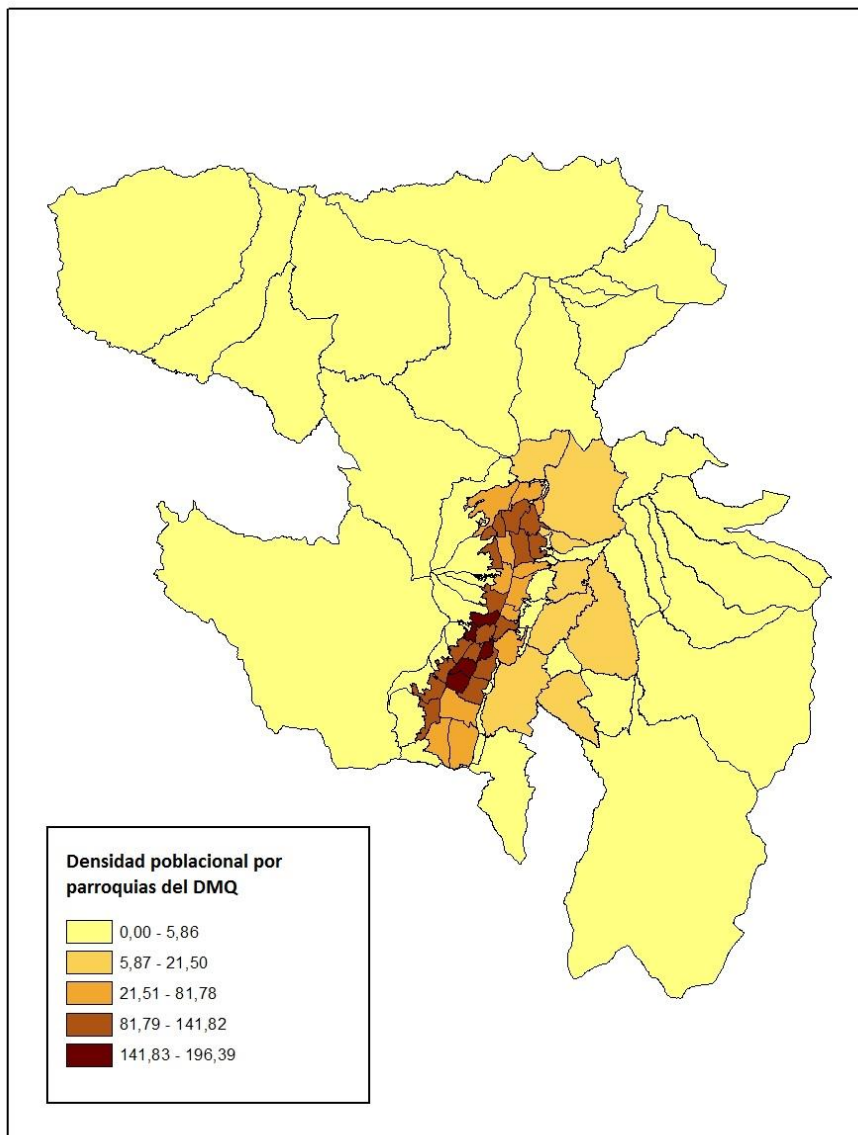 Densidad poblacional por
parroquias del DMQ
0,00 - 5,86
5,87 - 21,50
21,51 - 81,78
81,79 - 141,82
141,83 - 196,39